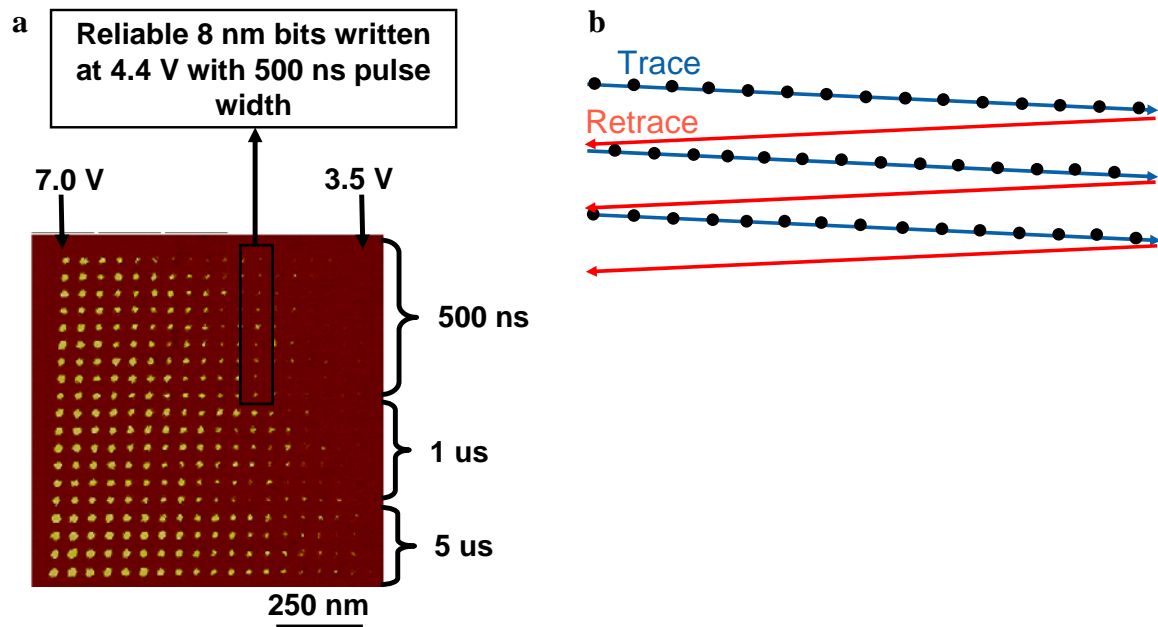 a
Reliable 8 nm bits written
at 4.4 V with 500 ns pulse
width
7.0 V
3.5 V
500 ns
1 us
5 us
250 nm
b
Trace
Retrace